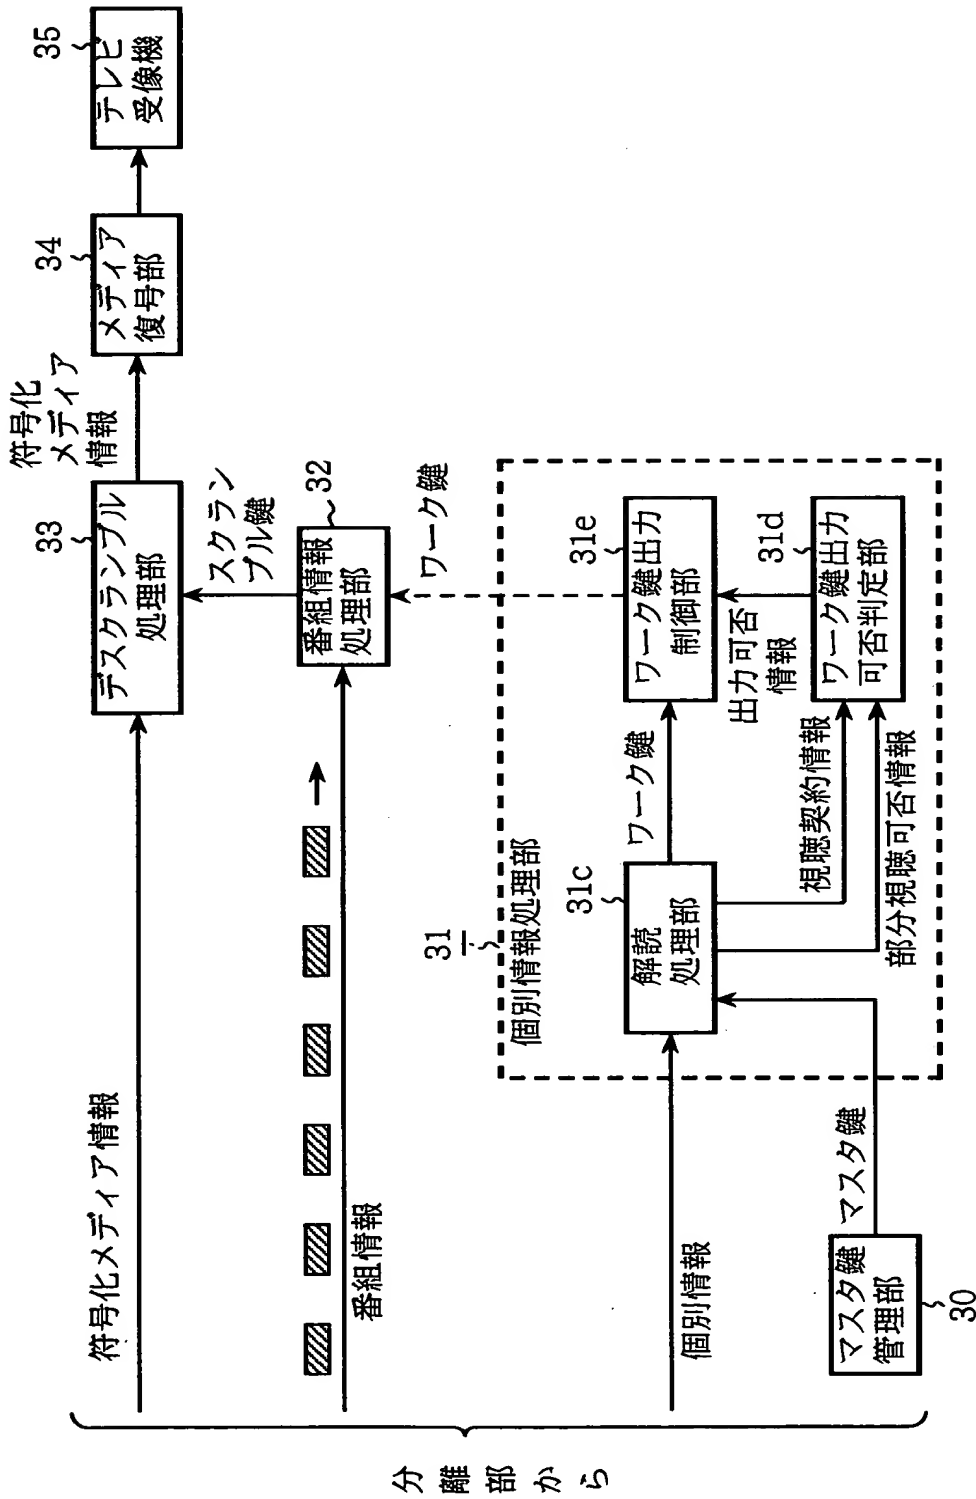 分離部から
符号化メディア情報
33
デスクランブル
処理部
符号化
メディア
情報
34
メディア
復号部
35
テレビ
受像機
スクラン
ブル鍵
番組情報
32
番組情報
処理部
ワーク鍵
31
個別情報処理部
個別情報
31c
解読
処理部
ワーク鍵
31e
ワーク鍵出力
制御部
出力可否
情報
31d
ワーク鍵出力
可否判定部
視聴契約情報
部分視聴可否情報
マスタ鍵
マスタ鍵
管理部
30